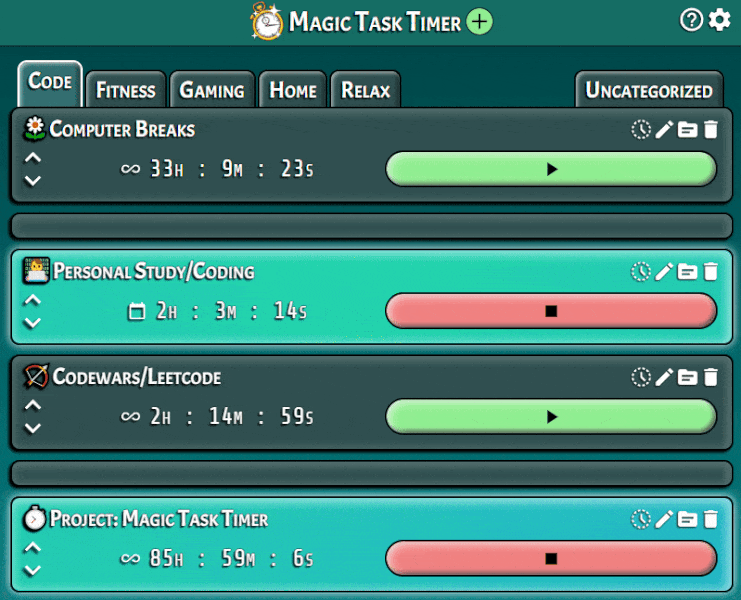 Magic Task Timer
Code
Fitness
Gaming
Home
Relax
Uncategorized
Computer Breaks
∞ 33H : 9M : 23S
Personal Study/Coding
2H : 3M : 14S
Codewars/Leetcode
∞ 2H : 14M : 59S
Project: Magic Task Timer
∞ 85H : 59M : 6S